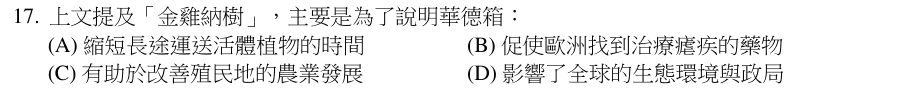 17. 上文提及「金雞納樹」，主要是為了說明華德箱：
(A) 縮短長途運送活體植物的時間 (B) 促使歐洲找到治療瘧疾的藥物
(C) 有助於改善殖民地的農業發展 (D) 影響了全球的生態環境與政局